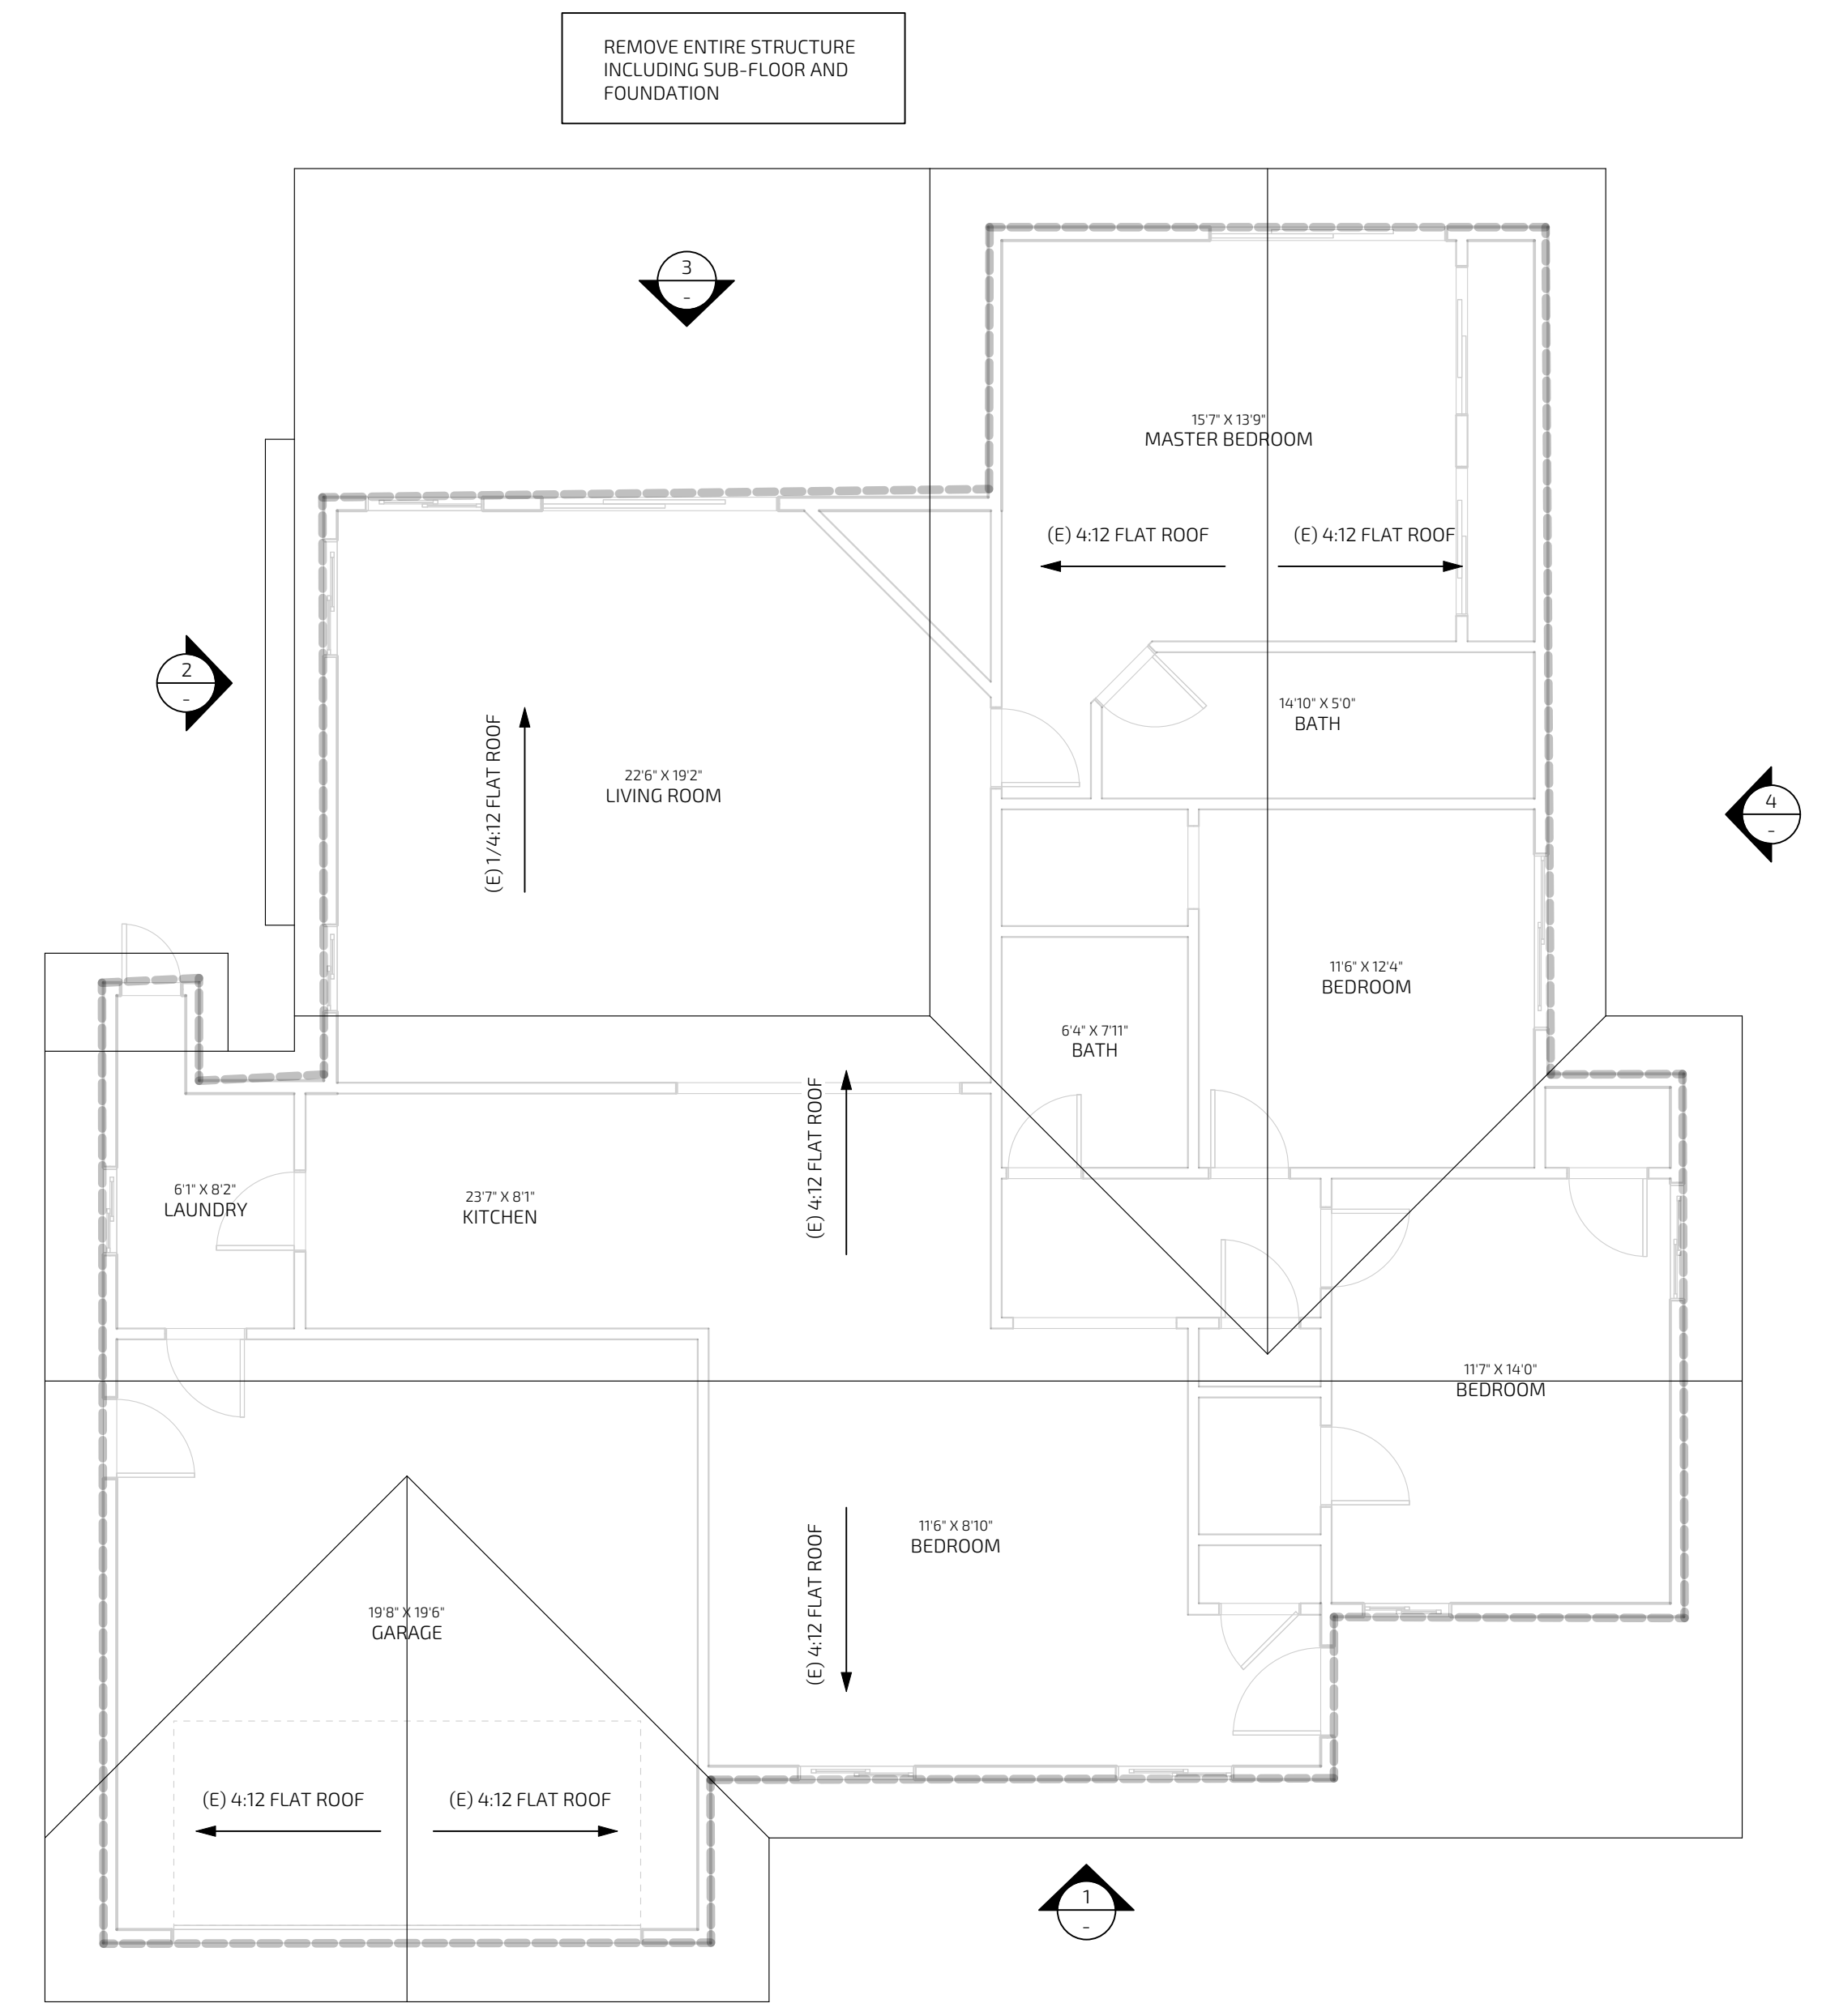 REMOVE ENTIRE STRUCTURE
INCLUDING SUB-FLOOR AND
FOUNDATION
3
-
15'7" X 13'9"
MASTER BEDROOM
(E) 4:12 FLAT ROOF
(E) 4:12 FLAT ROOF
2
-
14'10" X 5'0"
BATH
(E) 1/4:12 FLAT ROOF
22'6" X 19'2"
LIVING ROOM
4
-
11'6" X 12'4"
BEDROOM
6'4" X 7'11"
BATH
(E) 4:12 FLAT ROOF
6'1" X 8'2"
LAUNDRY
23'7" X 8'1"
KITCHEN
11'7" X 14'0"
BEDROOM
11'6" X 8'10"
BEDROOM
(E) 4:12 FLAT ROOF
19'8" X 19'6"
GARAGE
(E) 4:12 FLAT ROOF
(E) 4:12 FLAT ROOF
1
-